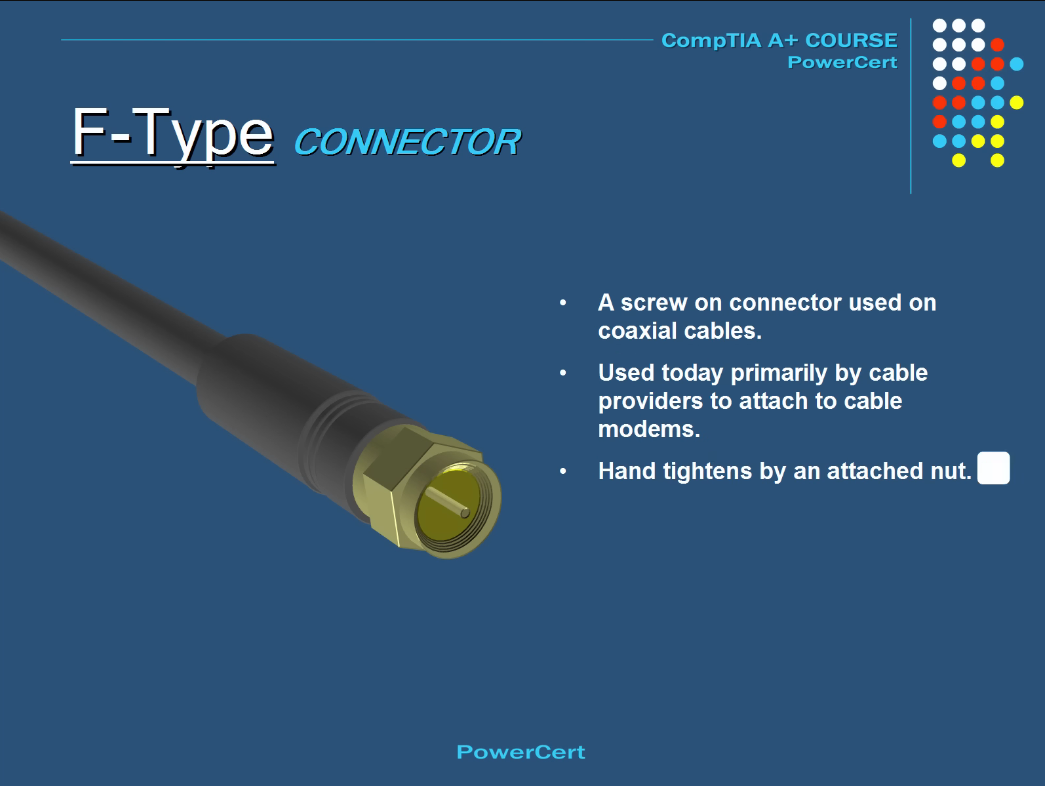 CompTIA A+ COURSE
PowerCert
F-Type CONNECTOR
• A screw on connector used on
coaxial cables.
• Used today primarily by cable
providers to attach to cable
modems.
• Hand tightens by an attached nut.
PowerCert